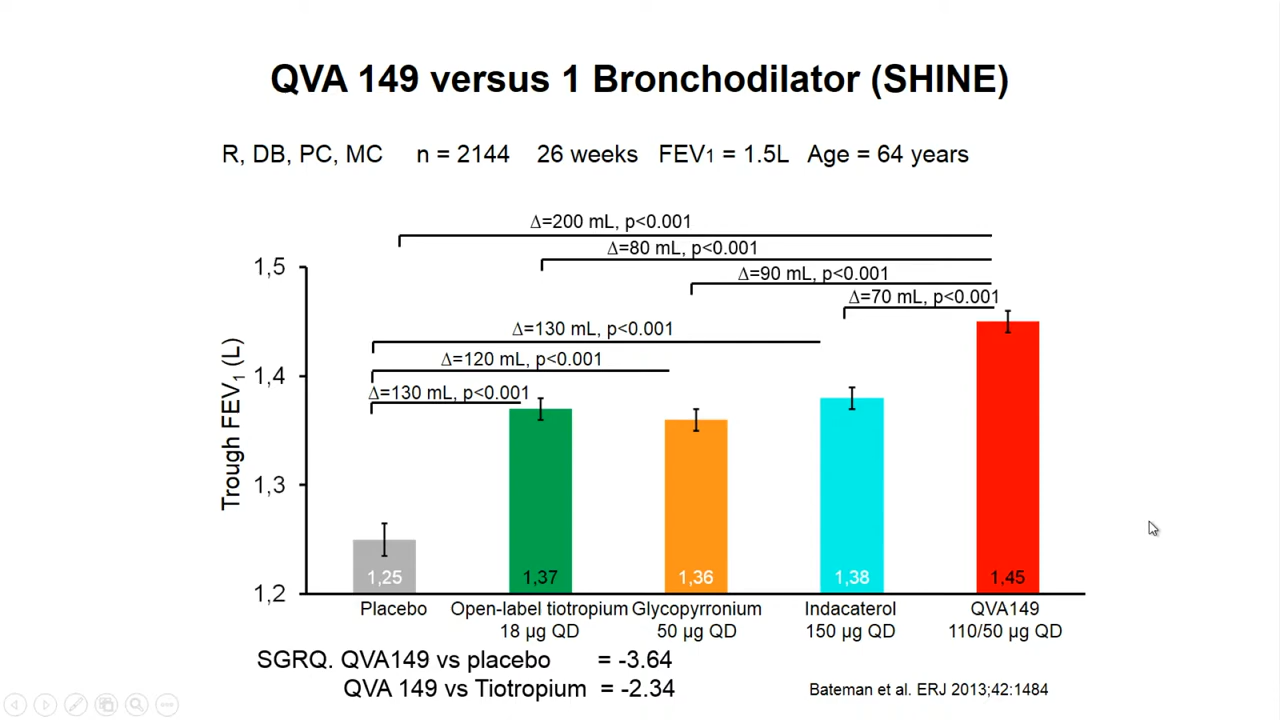 QVA 149 versus 1 Bronchodilator (SHINE)
R, DB, PC, MC n = 2144 26 weeks FEV1 = 1.5L Age = 64 years
Δ=200 mL, p<0.001
Δ=80 mL, p<0.001
Δ=90 mL, p<0.001
Δ=70 mL, p<0.001
Δ=130 mL, p<0.001
Δ=120 mL, p<0.001
Δ=130 mL, p<0.001
Trough FEV1 (L)
1,5
1,4
1,3
1,2
1,25
1,37
1,36
1,38
1,45
Placebo
Open-label tiotropium
18 µg QD
Glycopyrronium
50 µg QD
Indacaterol
150 µg QD
QVA149
110/50 µg QD
SGRQ. QVA149 vs placebo = -3.64
QVA 149 vs Tiotropium = -2.34
Bateman et al. ERJ 2013;42:1484